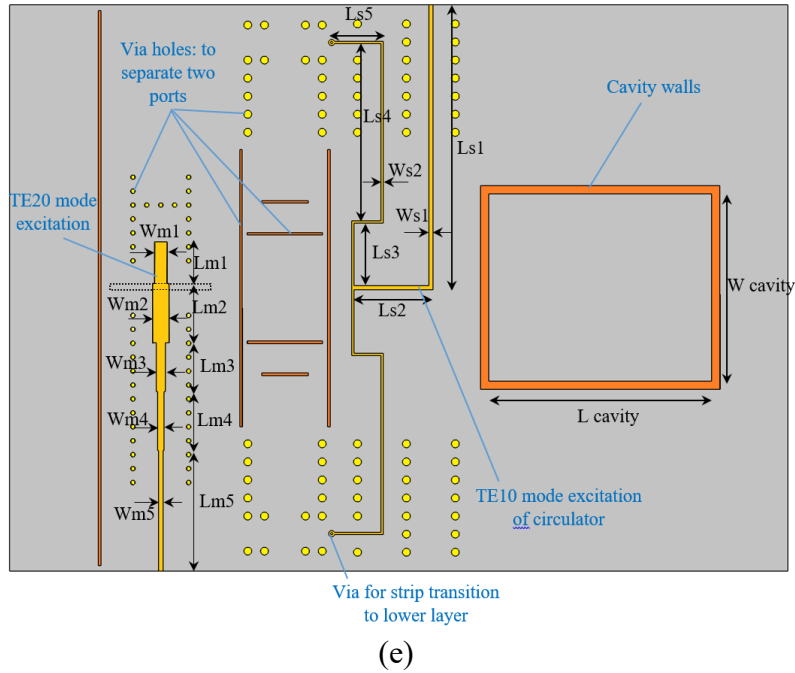 Ls5
Via holes: to
separate two
ports
Cavity walls
Ls4
Ls1
Ws2
TE20 mode
excitation
Wm1
Ws1
Lm1
Ls3
W cavity
Wm2
Lm2
Ls2
Wm3
Lm3
Wm4
Lm4
L cavity
Wm5
Lm5
TE10 mode excitation
of circulator
Via for strip transition
to lower layer
(e)